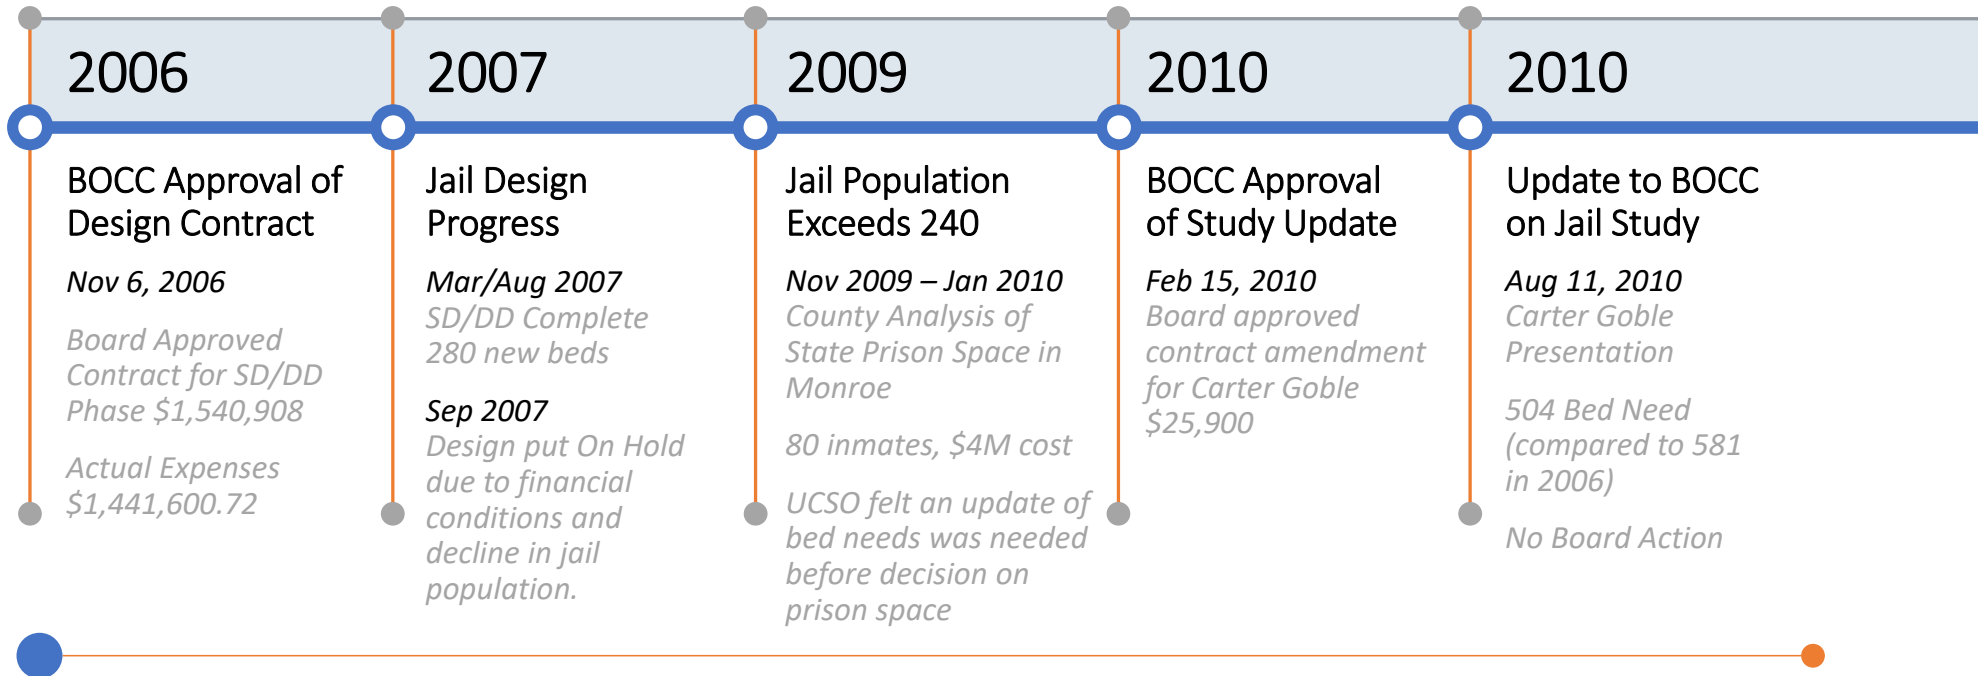 2006
BOCC Approval of
Design Contract
Nov 6, 2006
Board Approved
Contract for SD/DD
Phase $1,540,908
Actual Expenses
$1,441,600.72
2007
Jail Design
Progress
Mar/Aug 2007
SD/DD Complete
280 new beds
Sep 2007
Design put On Hold
due to financial
conditions and
decline in jail
population.
2009
Jail Population
Exceeds 240
Nov 2009 – Jan 2010
County Analysis of
State Prison Space in
Monroe
80 inmates, $4M cost
UCSO felt an update of
bed needs was needed
before decision on
prison space
2010
BOCC Approval
of Study Update
Feb 15, 2010
Board approved
contract amendment
for Carter Goble
$25,900
2010
Update to BOCC
on Jail Study
Aug 11, 2010
Carter Goble
Presentation
504 Bed Need
(compared to 581
in 2006)
No Board Action